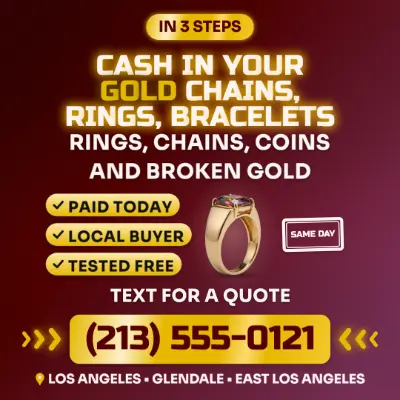 IN 3 STEPS
CASH IN YOUR
GOLD CHAINS,
RINGS, BRACELETS
RINGS, CHAINS, COINS
AND BROKEN GOLD
✓ PAID TODAY
✓ LOCAL BUYER
✓ TESTED FREE
SAME DAY
TEXT FOR A QUOTE
››› (213) 555-0121 ‹‹‹
LOS ANGELES • GLENDALE • EAST LOS ANGELES